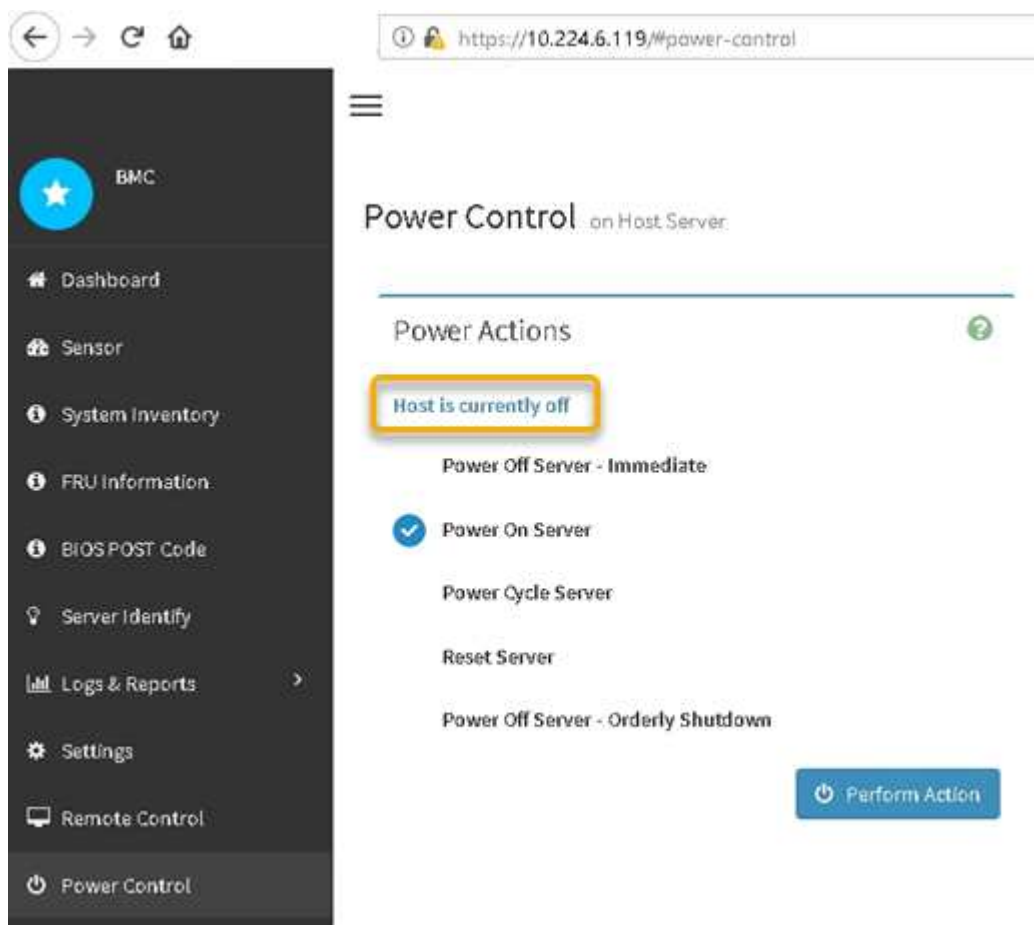 https://10.224.6.119/#power-control
BMC
Power Control on Host Server
Dashboard
Power Actions
Sensor
Host is currently off
System Inventory
Power Off Server - Immediate
FRU Information
Power On Server
BIOS POST Code
Power Cycle Server
Server Identify
Reset Server
Logs & Reports
Power Off Server - Orderly Shutdown
Settings
Perform Action
Remote Control
Power Control